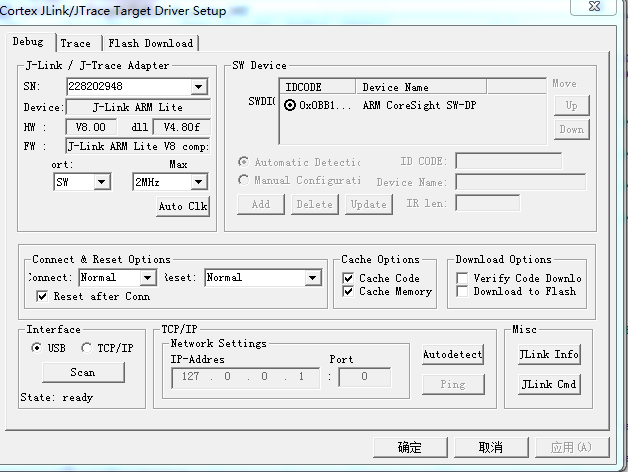 Cortex JLink/JTrace Target Driver Setup
Debug Trace Flash Download
J-Link / J-Trace Adapter
SN: 228202948
Device: J-Link ARM Lite
HW : V8.00 dll V4.80f
FW : J-Link ARM Lite V8 comp:
ort: Max
SW 2MHz
Auto Clk
SW Device
IDCODE Device Name
SWDI 0x0BB1... ARM CoreSight SW-DP
Move
Up
Down
Automatic Detectio ID CODE:
Manual Configurati Device Name:
Add Delete Update IR len:
Connect & Reset Options
Connect: Normal Reset: Normal
Reset after Conn
Cache Options
Cache Code
Cache Memory
Download Options
Verify Code Downlo
Download to Flash
Interface
USB TCP/IP
Scan
State: ready
TCP/IP
Network Settings
IP-Addres Port
127 . 0 . 0 . 1 : 0
Autodetect
Ping
Misc
JLink Info
JLink Cmd
确定 取消 应用(A)